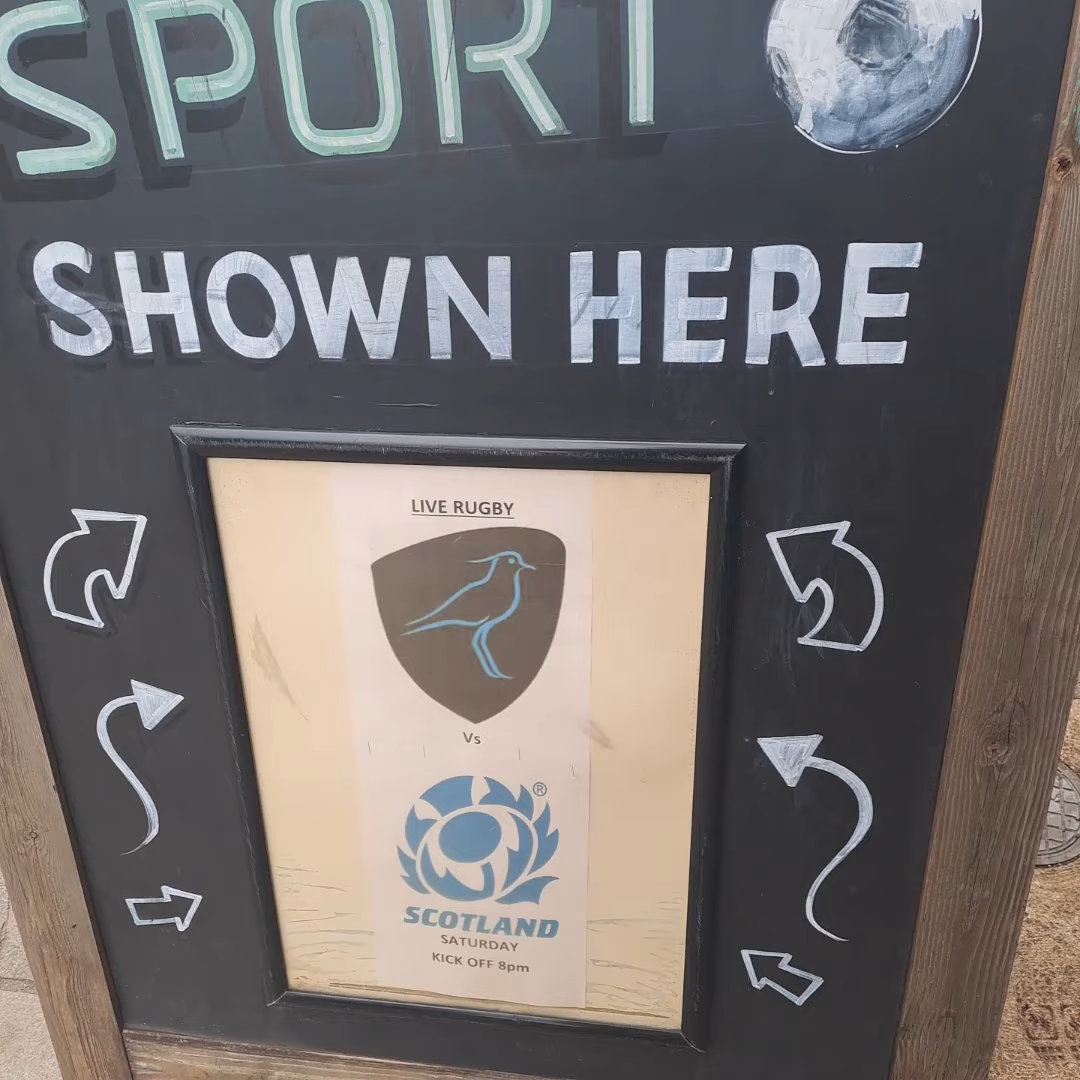 SPORT
SHOWN HERE
LIVE RUGBY
Vs
®
SCOTLAND
SATURDAY
KICK OFF 8pm